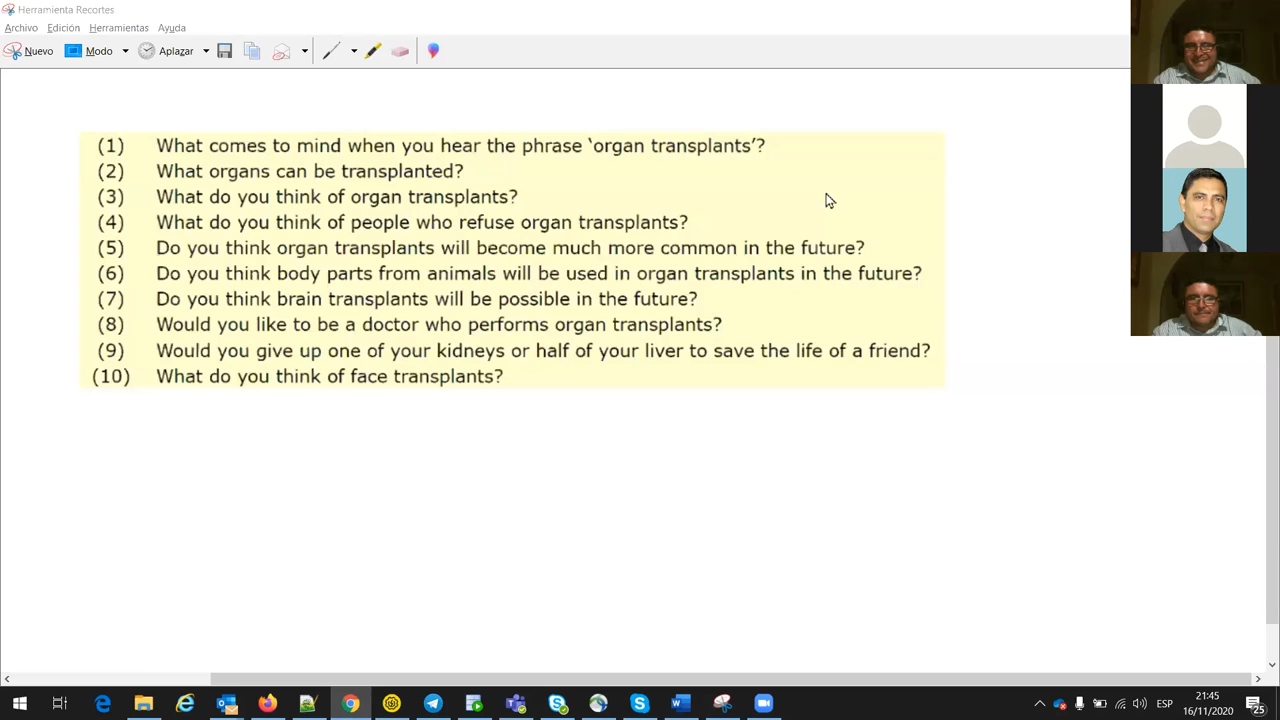 Herramienta Recortes
Archivo Edición Herramientas Ayuda
Nuevo Modo Aplazar
(1) What comes to mind when you hear the phrase ‘organ transplants’?
(2) What organs can be transplanted?
(3) What do you think of organ transplants?
(4) What do you think of people who refuse organ transplants?
(5) Do you think organ transplants will become much more common in the future?
(6) Do you think body parts from animals will be used in organ transplants in the future?
(7) Do you think brain transplants will be possible in the future?
(8) Would you like to be a doctor who performs organ transplants?
(9) Would you give up one of your kidneys or half of your liver to save the life of a friend?
(10) What do you think of face transplants?
ESP
21:45
16/11/2020
25